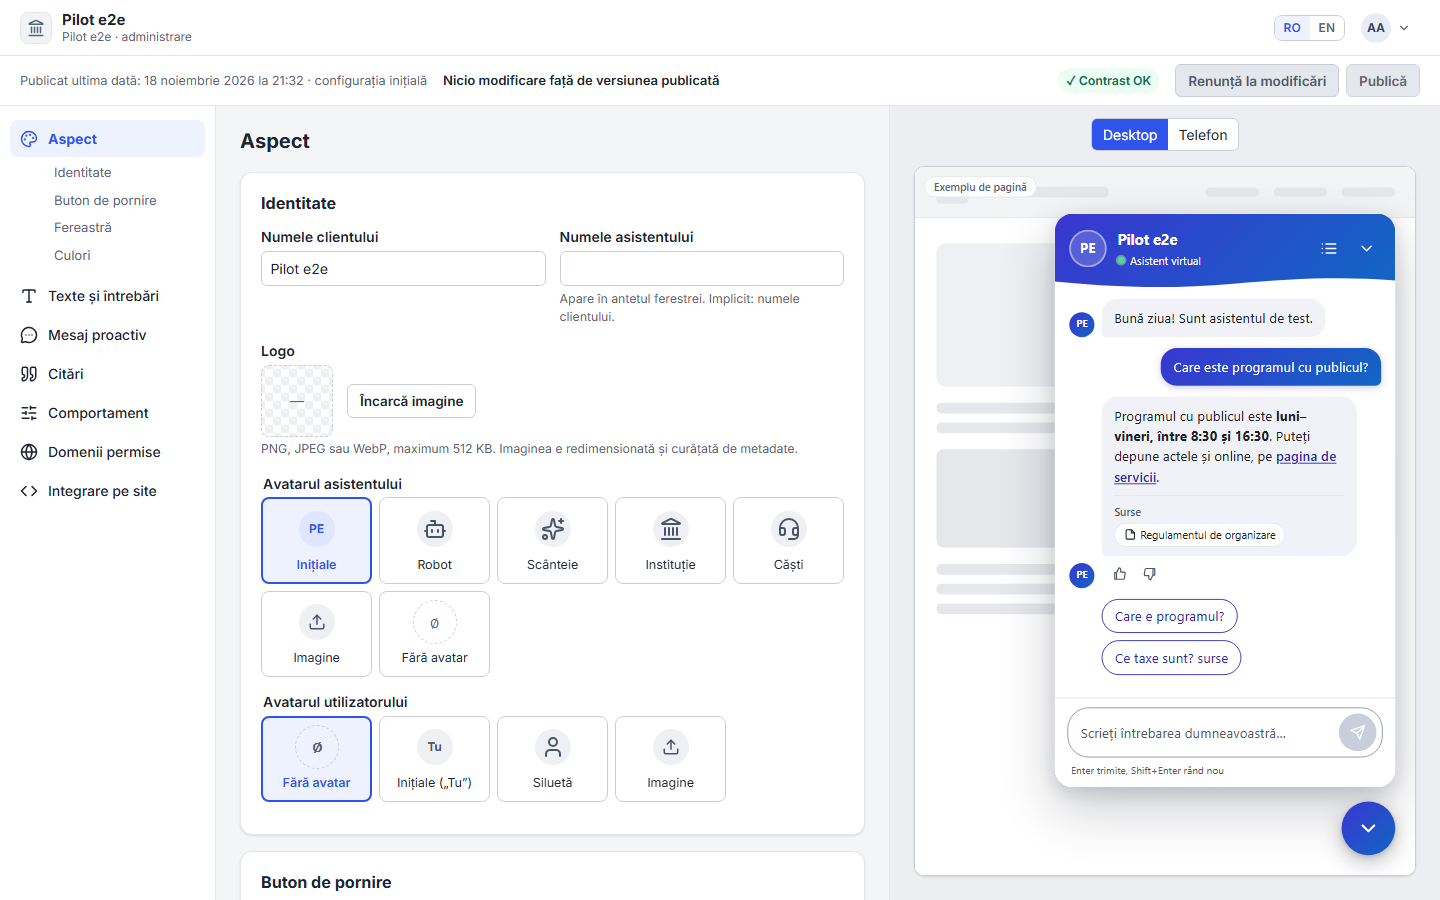 Pilot e2e
Pilot e2e · administrare
RO EN
AA
Publicat ultima dată: 18 noiembrie 2026 la 21:32 · configurația inițială
Nicio modificare față de versiunea publicată
✓ Contrast OK
Renunță la modificări
Publică
Aspect
Identitate
Buton de pornire
Fereastră
Culori
Texte și întrebări
Mesaj proactiv
Citări
Comportament
Domenii permise
Integrare pe site
Aspect
Identitate
Numele clientului
Pilot e2e
Numele asistentului
Apare în antetul ferestrei. Implicit: numele
clientului.
Logo
—
Încarcă imagine
PNG, JPEG sau WebP, maximum 512 KB. Imaginea e redimensionată și curățată de metadate.
Avatarul asistentului
PE
Inițiale
Robot
Scânteie
Instituție
Căști
Imagine
Ø
Fără avatar
Avatarul utilizatorului
Ø
Fără avatar
Tu
Inițiale („Tu”)
Siluetă
Imagine
Buton de pornire
Desktop
Telefon
Exemplu de pagină
PE
Pilot e2e
Asistent virtual
PE
Bună ziua! Sunt asistentul de test.
Care este programul cu publicul?
Programul cu publicul este luni–
vineri, între 8:30 și 16:30. Puteți
depune actele și online, pe pagina de
servicii.
Surse
Regulamentul de organizare
PE
Care e programul?
Ce taxe sunt? surse
Scrieți întrebarea dumneavoastră...
Enter trimite, Shift+Enter rând nou